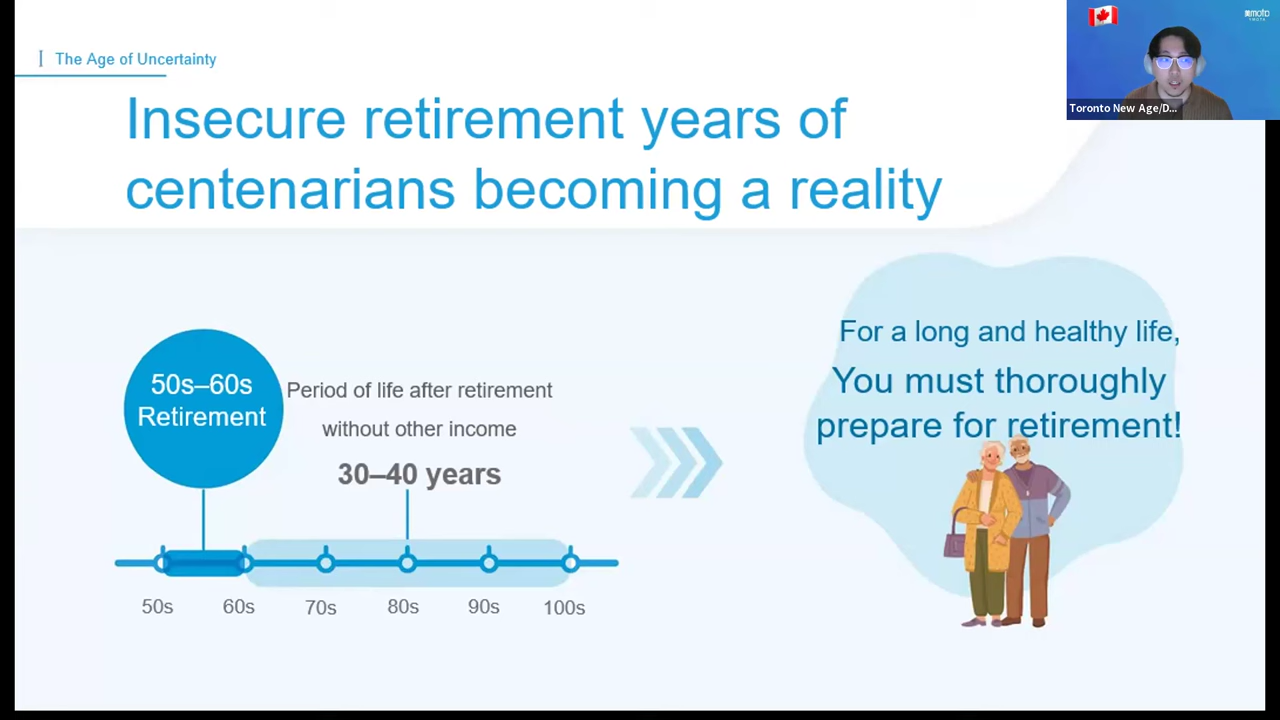 The Age of Uncertainty
Insecure retirement years of
centenarians becoming a reality
Toronto New Age/D...
50s–60s
Retirement
Period of life after retirement
without other income
30–40 years
50s
60s
70s
80s
90s
100s
For a long and healthy life,
You must thoroughly
prepare for retirement!